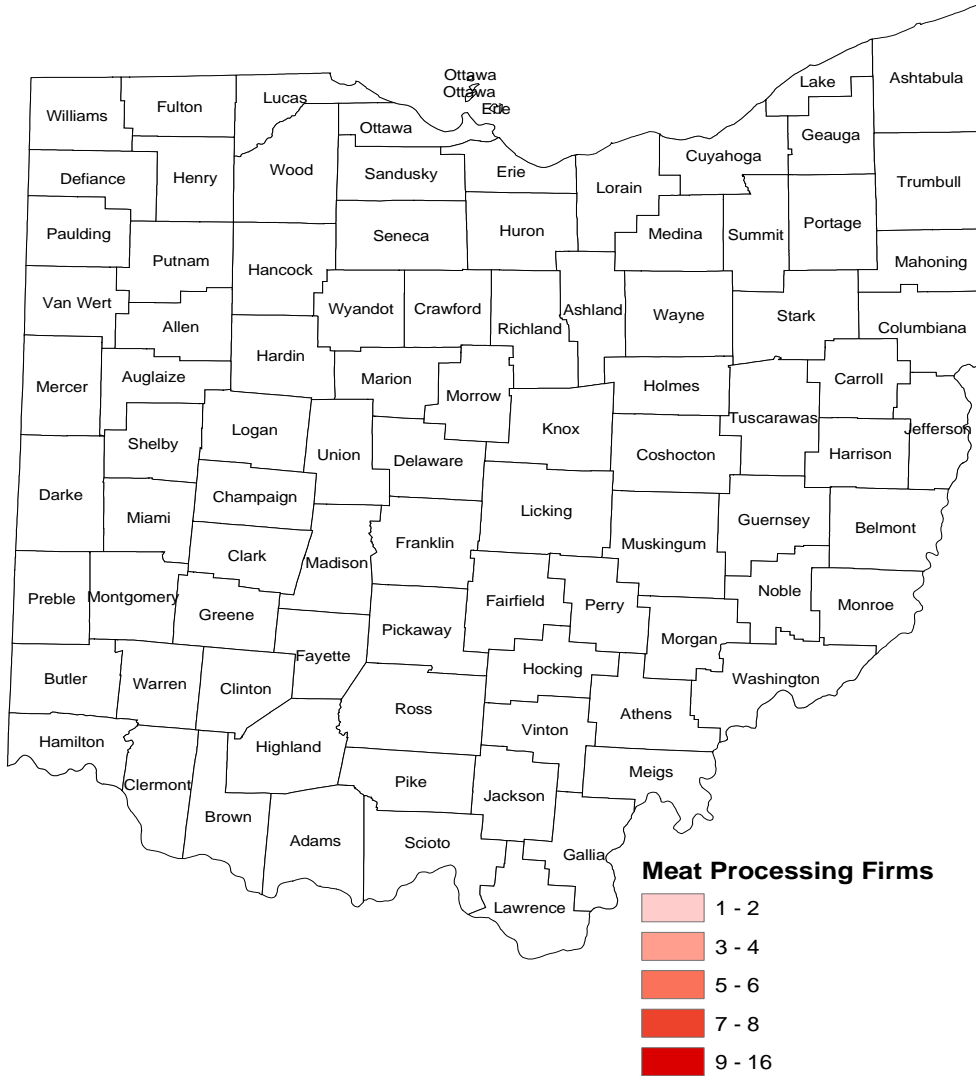 Ottawa
Ottawa
Erie
Lake
Ashtabula
Williams
Fulton
Lucas
Ottawa
Geauga
Cuyahoga
Wood
Sandusky
Erie
Defiance
Henry
Lorain
Trumbull
Paulding
Seneca
Huron
Medina
Summit
Portage
Putnam
Hancock
Mahoning
Van Wert
Wyandot
Crawford
Ashland
Wayne
Stark
Allen
Richland
Columbiana
Hardin
Mercer
Auglaize
Marion
Morrow
Holmes
Carroll
Tuscarawas
Logan
Knox
Jefferson
Shelby
Union
Delaware
Coshocton
Harrison
Darke
Champaign
Miami
Licking
Guernsey
Belmont
Clark
Madison
Franklin
Muskingum
Preble
Montgomery
Greene
Fairfield
Perry
Noble
Monroe
Pickaway
Fayette
Morgan
Hocking
Butler
Warren
Clinton
Washington
Ross
Athens
Vinton
Hamilton
Highland
Meigs
Clermont
Pike
Jackson
Brown
Adams
Scioto
Gallia
Lawrence
Meat Processing Firms
1 - 2
3 - 4
5 - 6
7 - 8
9 - 16